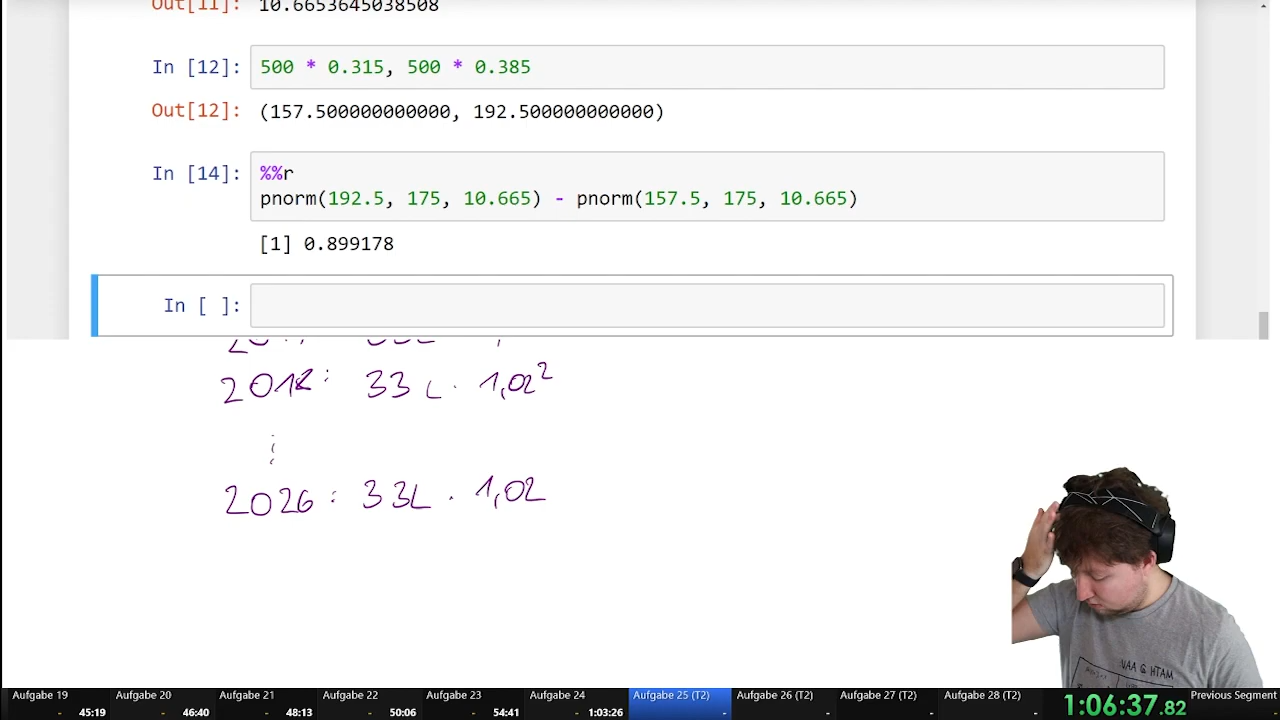 Out[11]: 10.6653645038508
In [12]: 500 * 0.315, 500 * 0.385
Out[12]: (157.500000000000, 192.500000000000)
In [14]: %%r
pnorm(192.5, 175, 10.665) - pnorm(157.5, 175, 10.665)
[1] 0.899178
In [ ]:
2018: 33L · 1,02²
⋮
2026: 33L · 1,02
Aufgabe 19 Aufgabe 20 Aufgabe 21 Aufgabe 22 Aufgabe 23 Aufgabe 24 Aufgabe 25 (T2) Aufgabe 26 (T2) Aufgabe 27 (T2) Aufgabe 28 (T2) 1:06:37.82 Previous Segment
- 45:19 - 46:40 - 48:13 - 50:06 - 54:41 - 1:03:26 - - - - -